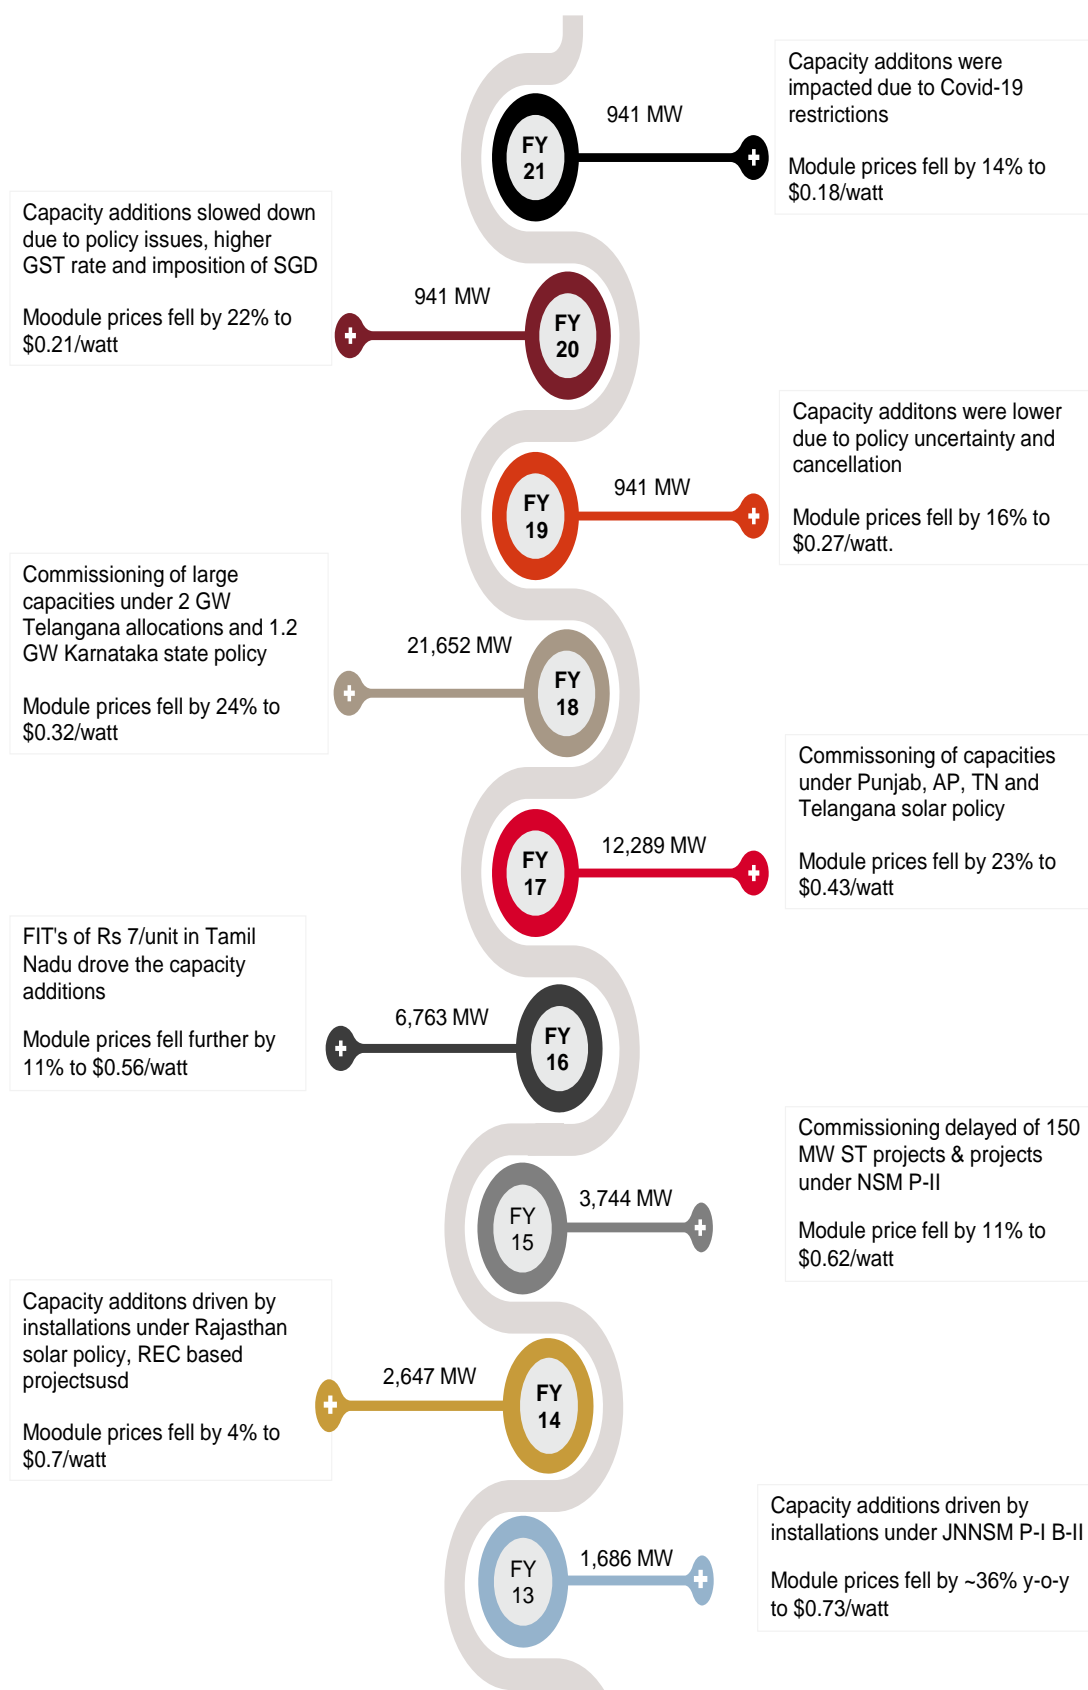 941 MW
FY
21
Capacity additons were
impacted due to Covid-19
restrictions
Module prices fell by 14% to
$0.18/watt
Capacity additions slowed down
due to policy issues, higher
GST rate and imposition of SGD
Moodule prices fell by 22% to
$0.21/watt
941 MW
FY
20
941 MW
FY
19
Capacity additons were lower
due to policy uncertainty and
cancellation
Module prices fell by 16% to
$0.27/watt.
Commissioning of large
capacities under 2 GW
Telangana allocations and 1.2
GW Karnataka state policy
Module prices fell by 24% to
$0.32/watt
21,652 MW
FY
18
12,289 MW
FY
17
Commissoning of capacities
under Punjab, AP, TN and
Telangana solar policy
Module prices fell by 23% to
$0.43/watt
FIT's of Rs 7/unit in Tamil
Nadu drove the capacity
additions
Module prices fell further by
11% to $0.56/watt
6,763 MW
FY
16
3,744 MW
FY
15
Commissioning delayed of 150
MW ST projects & projects
under NSM P-II
Module price fell by 11% to
$0.62/watt
Capacity additons driven by
installations under Rajasthan
solar policy, REC based
projectsusd
Moodule prices fell by 4% to
$0.7/watt
2,647 MW
FY
14
1,686 MW
FY
13
Capacity additions driven by
installations under JNNSM P-I B-II
Module prices fell by ~36% y-o-y
to $0.73/watt